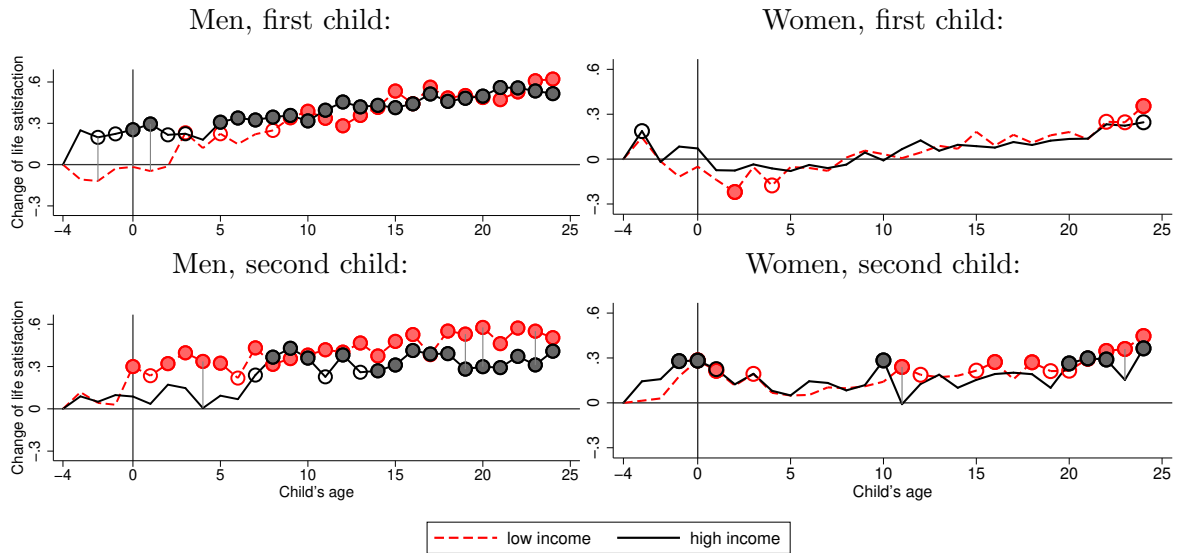 Men, first child:
Women, first child:
Change of life satisfaction
.6
.3
0
-.3
-4 0 5 10 15 20 25
.6
.3
0
-.3
-4 0 5 10 15 20 25
Men, second child:
Women, second child:
Change of life satisfaction
.6
.3
0
-.3
-4 0 5 10 15 20 25
Child's age
.6
.3
0
-.3
-4 0 5 10 15 20 25
Child's age
low income high income